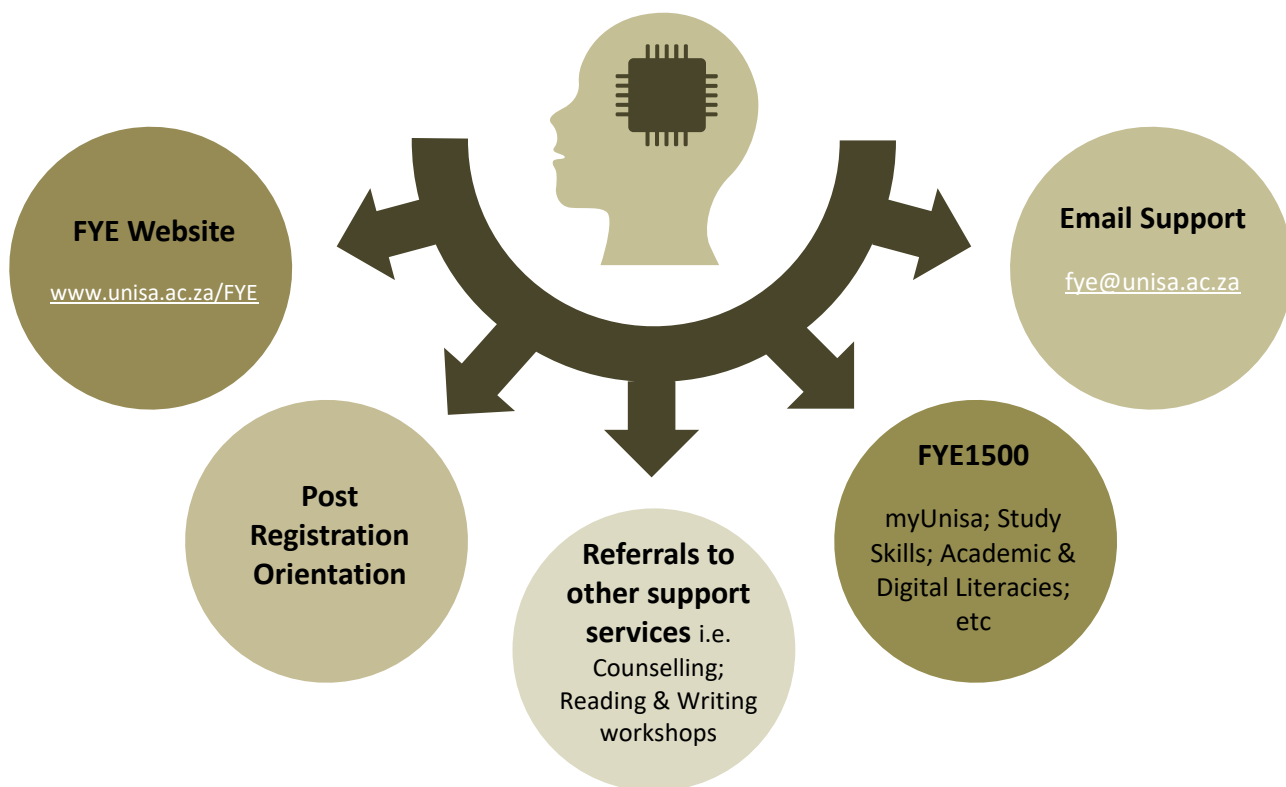 FYE Website
www.unisa.ac.za/FYE
Post
Registration
Orientation
Referrals to
other support
services i.e.
Counselling;
Reading & Writing
workshops
FYE1500
myUnisa; Study
Skills; Academic &
Digital Literacies;
etc
Email Support
fye@unisa.ac.za